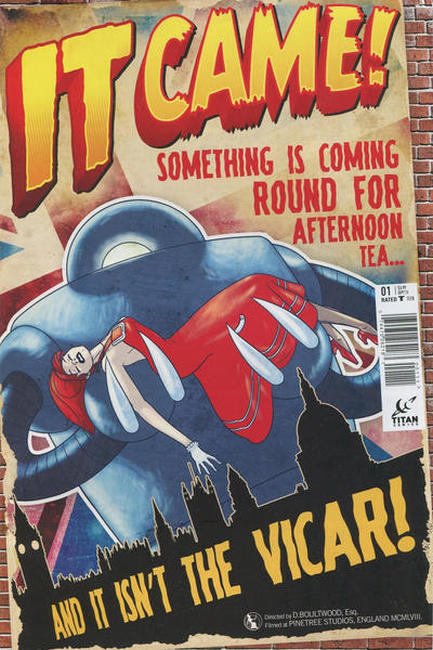 IT CAME!
SOMETHING IS COMING
ROUND FOR
AFTERNOON
TEA...
01
RATED T
TITAN
COMICS
AND IT ISN'T THE VICAR!
Directed by D.BOULTWOOD, Esq.
Filmed at PINETREE STUDIOS, ENGLAND MCMLVIII.